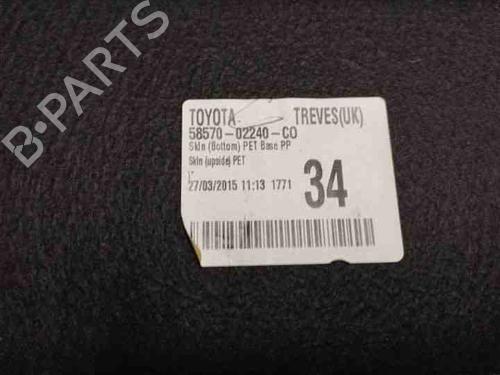 TOYOTA TREVES(UK)
58570-02240-C0
Skin (Bottom) PET Base PP
Skin (upside) PET
27/03/2015 11:13 1771
34
B-PARTS